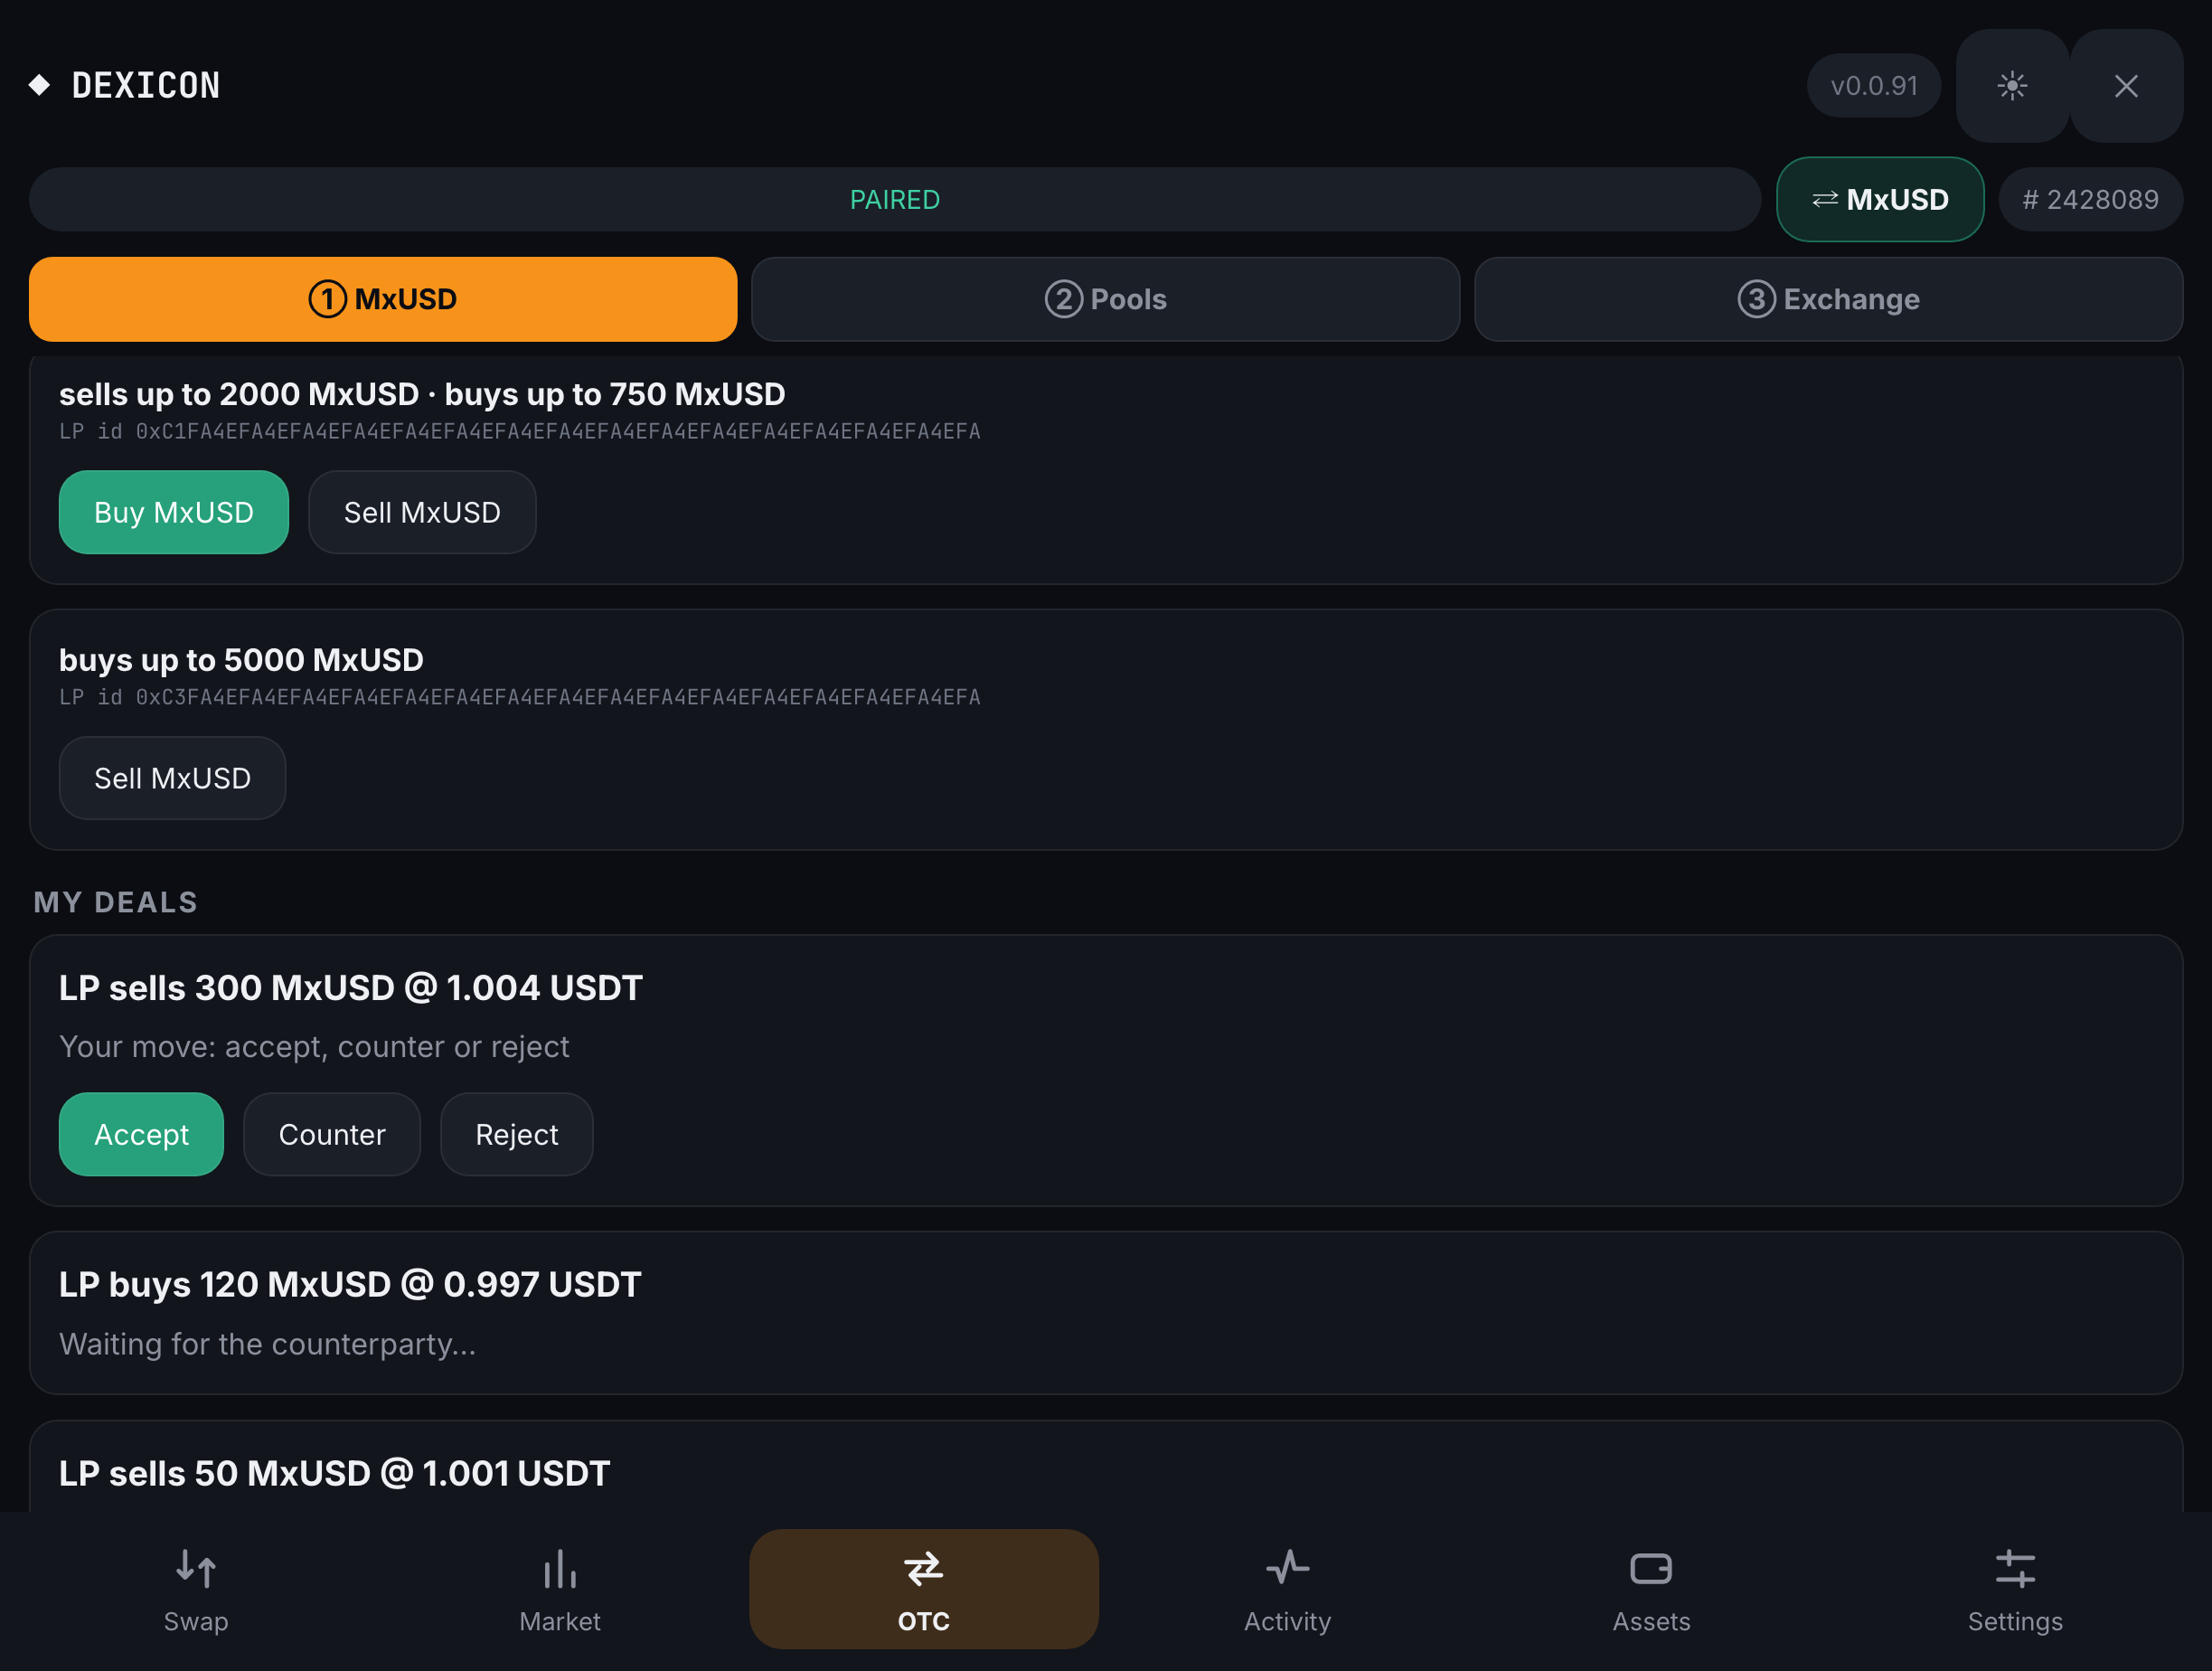 ◆ DEXICON
v0.0.91
PAIRED
⇄ MxUSD
# 2428089
① MxUSD
② Pools
③ Exchange
sells up to 2000 MxUSD · buys up to 750 MxUSD
LP id 0xC1FA4EFA4EFA4EFA4EFA4EFA4EFA4EFA4EFA4EFA4EFA4EFA4EFA4EFA4EFA4EFA4EFA
Buy MxUSD
Sell MxUSD
buys up to 5000 MxUSD
LP id 0xC3FA4EFA4EFA4EFA4EFA4EFA4EFA4EFA4EFA4EFA4EFA4EFA4EFA4EFA4EFA4EFA4EFA
Sell MxUSD
MY DEALS
LP sells 300 MxUSD @ 1.004 USDT
Your move: accept, counter or reject
Accept
Counter
Reject
LP buys 120 MxUSD @ 0.997 USDT
Waiting for the counterparty…
LP sells 50 MxUSD @ 1.001 USDT
Swap
Market
OTC
Activity
Assets
Settings